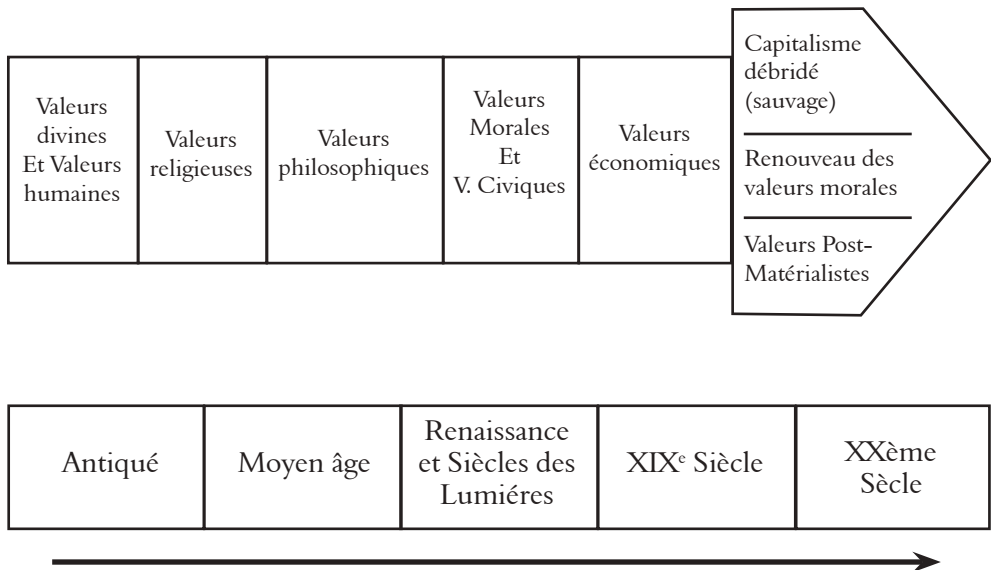 Valeurs
divines
Et Valeurs
humaines
Valeurs
religieuses
Valeurs
philosophiques
Valeurs
Morales
Et
V. Civiques
Valeurs
économiques
Capitalisme
débridé
(sauvage)
Renouveau des
valeurs morales
Valeurs Post-
Matérialistes
Antiqué
Moyen âge
Renaissance
et Siècles des
Lumiéres
XIXe Siècle
XXème
Sècle